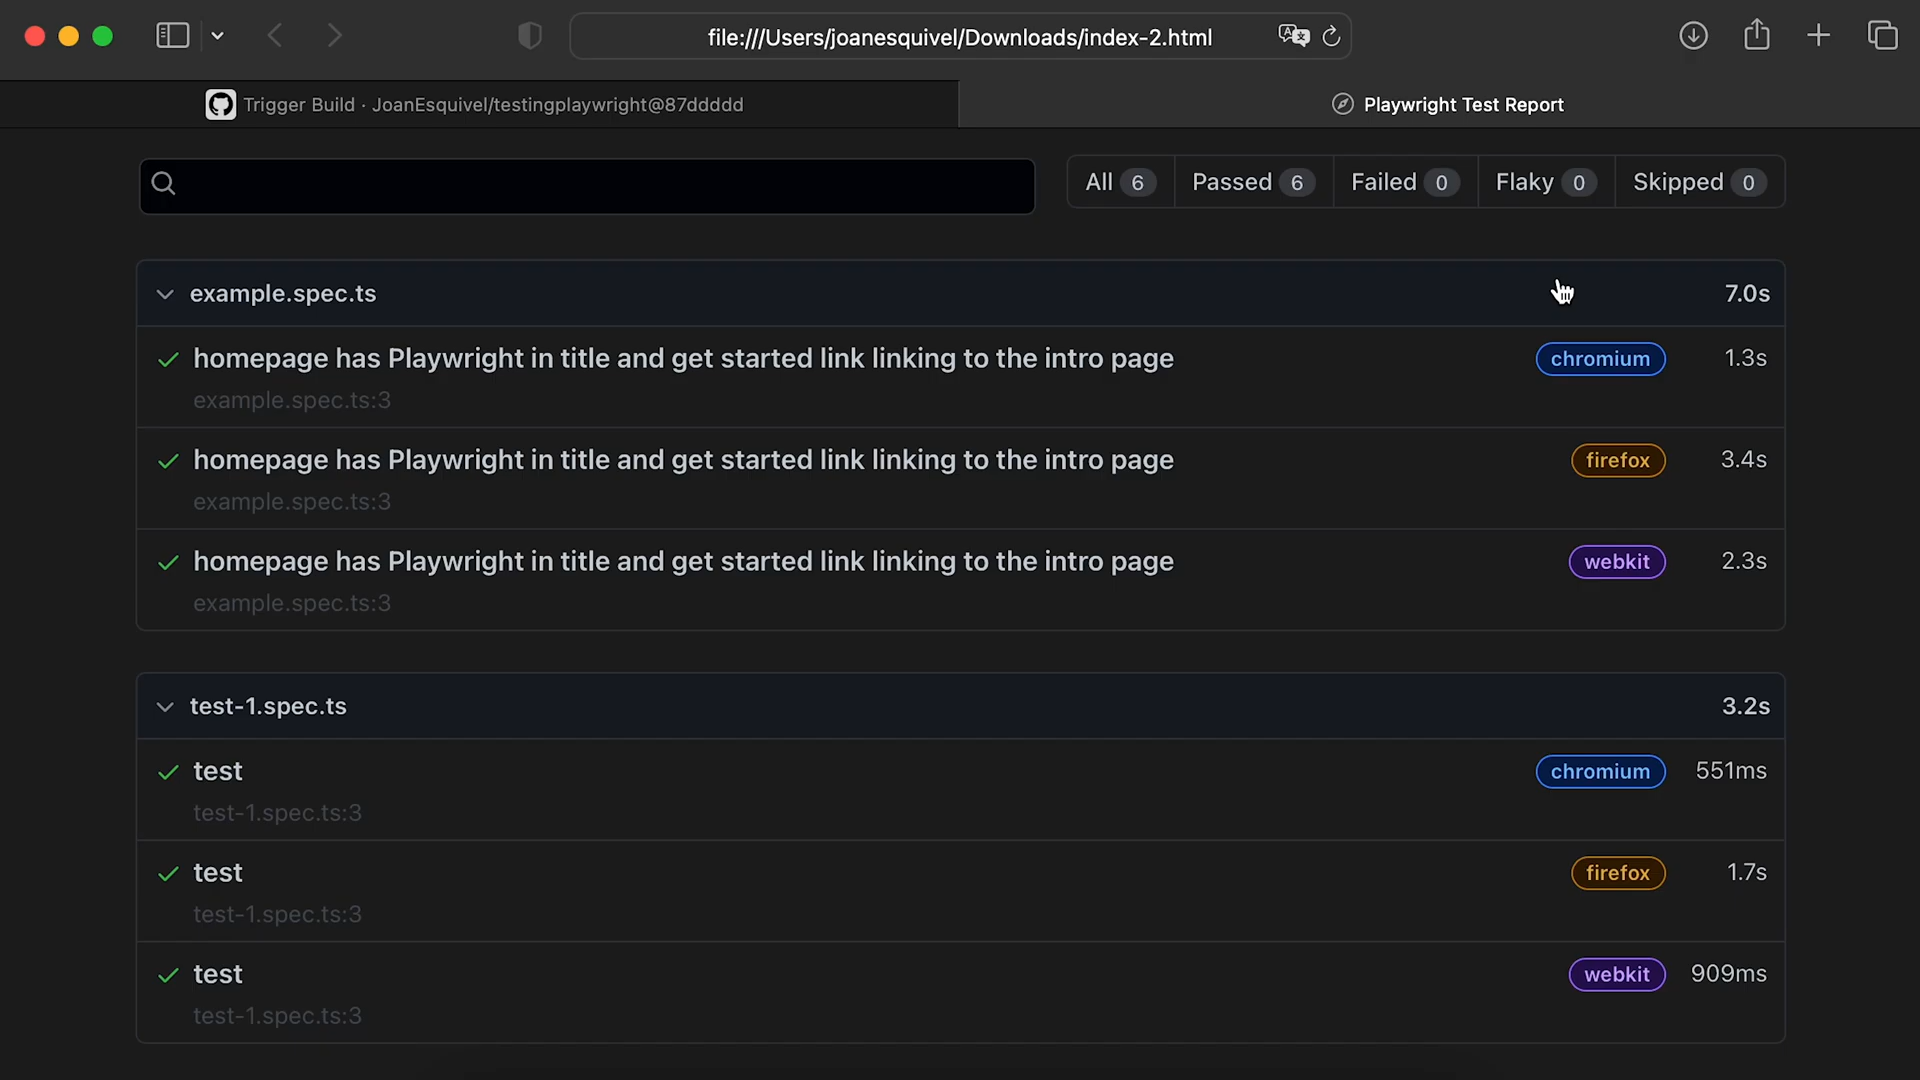 file:///Users/joanesquivel/Downloads/index-2.html
Trigger Build · JoanEsquivel/testingplaywright@87ddddd
Playwright Test Report
All 6 Passed 6 Failed 0 Flaky 0 Skipped 0
example.spec.ts 7.0s
homepage has Playwright in title and get started link linking to the intro page chromium 1.3s
example.spec.ts:3
homepage has Playwright in title and get started link linking to the intro page firefox 3.4s
example.spec.ts:3
homepage has Playwright in title and get started link linking to the intro page webkit 2.3s
example.spec.ts:3
test-1.spec.ts 3.2s
test chromium 551ms
test-1.spec.ts:3
test firefox 1.7s
test-1.spec.ts:3
test webkit 909ms
test-1.spec.ts:3